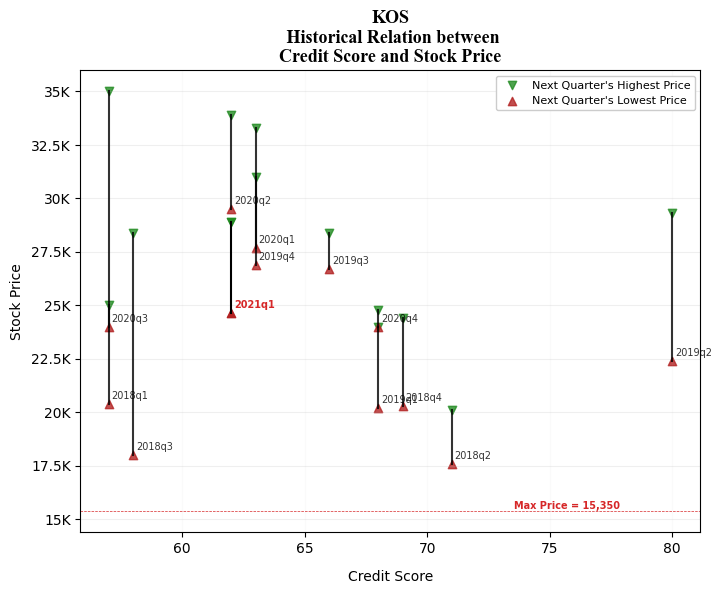 KOS
Historical Relation between
Credit Score and Stock Price
Next Quarter's Highest Price
Next Quarter's Lowest Price
35K
32.5K
30K
27.5K
25K
22.5K
20K
17.5K
15K
Stock Price
2020q2
2020q1
2019q4
2019q3
2021q1
2020q3
2020q4
2019q2
2018q1
2019q1
2018q4
2018q3
2018q2
Max Price = 15,350
60
65
70
75
80
Credit Score